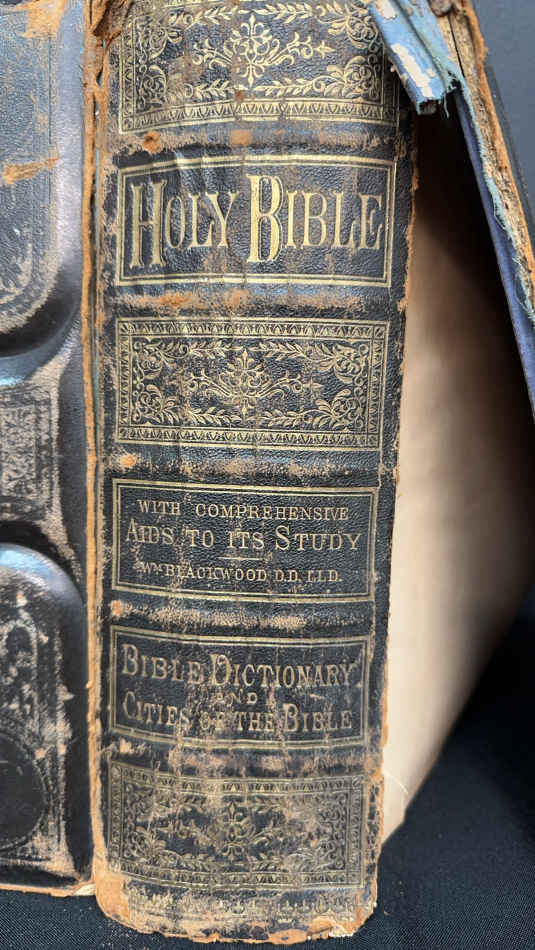 HOLY BIBLE
WITH COMPREHENSIVE
AIDS TO ITS STUDY
WM BLACKWOOD D.D. LL.D.
BIBLE DICTIONARY
AND
CITIES OF THE BIBLE